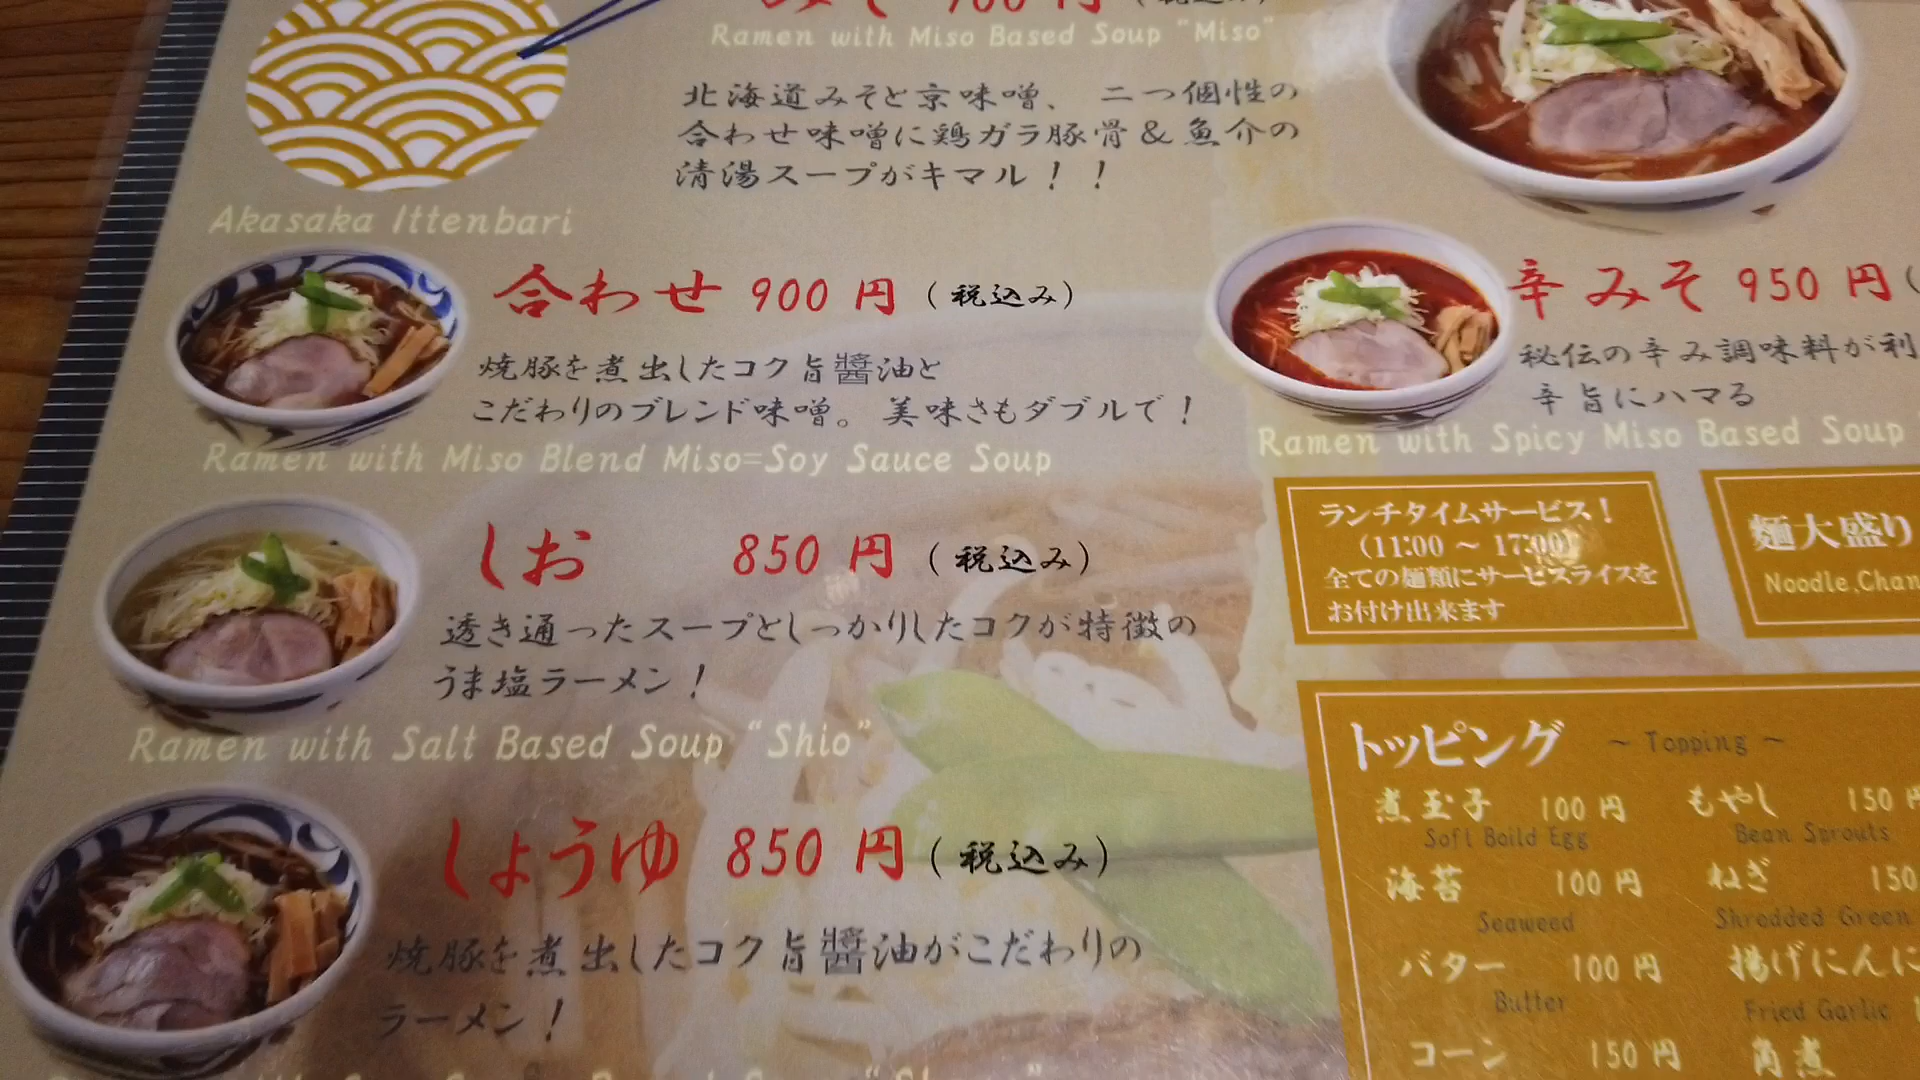 Ramen with Miso Based Soup “Miso”
北海道みそと京味噌、二つ個性の
合わせ味噌に鶏ガラ豚骨&魚介の
清湯スープがキマル！！
Akasaka Ittenbari
合わせ 900円 (税込み)
焼豚を煮出したコク旨醬油と
こだわりのブレンド味噌。美味さもダブルで！
Ramen with Miso Blend Miso=Soy Sauce Soup
しお 850円 (税込み)
透き通ったスープとしっかりしたコクが特徴の
うま塩ラーメン！
Ramen with Salt Based Soup “Shio”
しょうゆ 850円 (税込み)
焼豚を煮出したコク旨醬油がこだわりの
ラーメン！
辛みそ 950円 (
秘伝の辛み調味料が利
辛旨にハマる
Ramen with Spicy Miso Based Soup
ランチタイムサービス！
(11:00 ～ 17:00)
全ての麺類にサービスライスを
お付け出来ます
麺大盛り
Noodle,Chan
トッピング ～ Topping ～
煮玉子 100円 もやし 150円
Soft Boild Egg Bean Sprouts
海苔 100円 ねぎ 150
Seaweed Shredded Green
バター 100円 揚げにんに
Butter Fried Garlic
コーン 150円 角煮